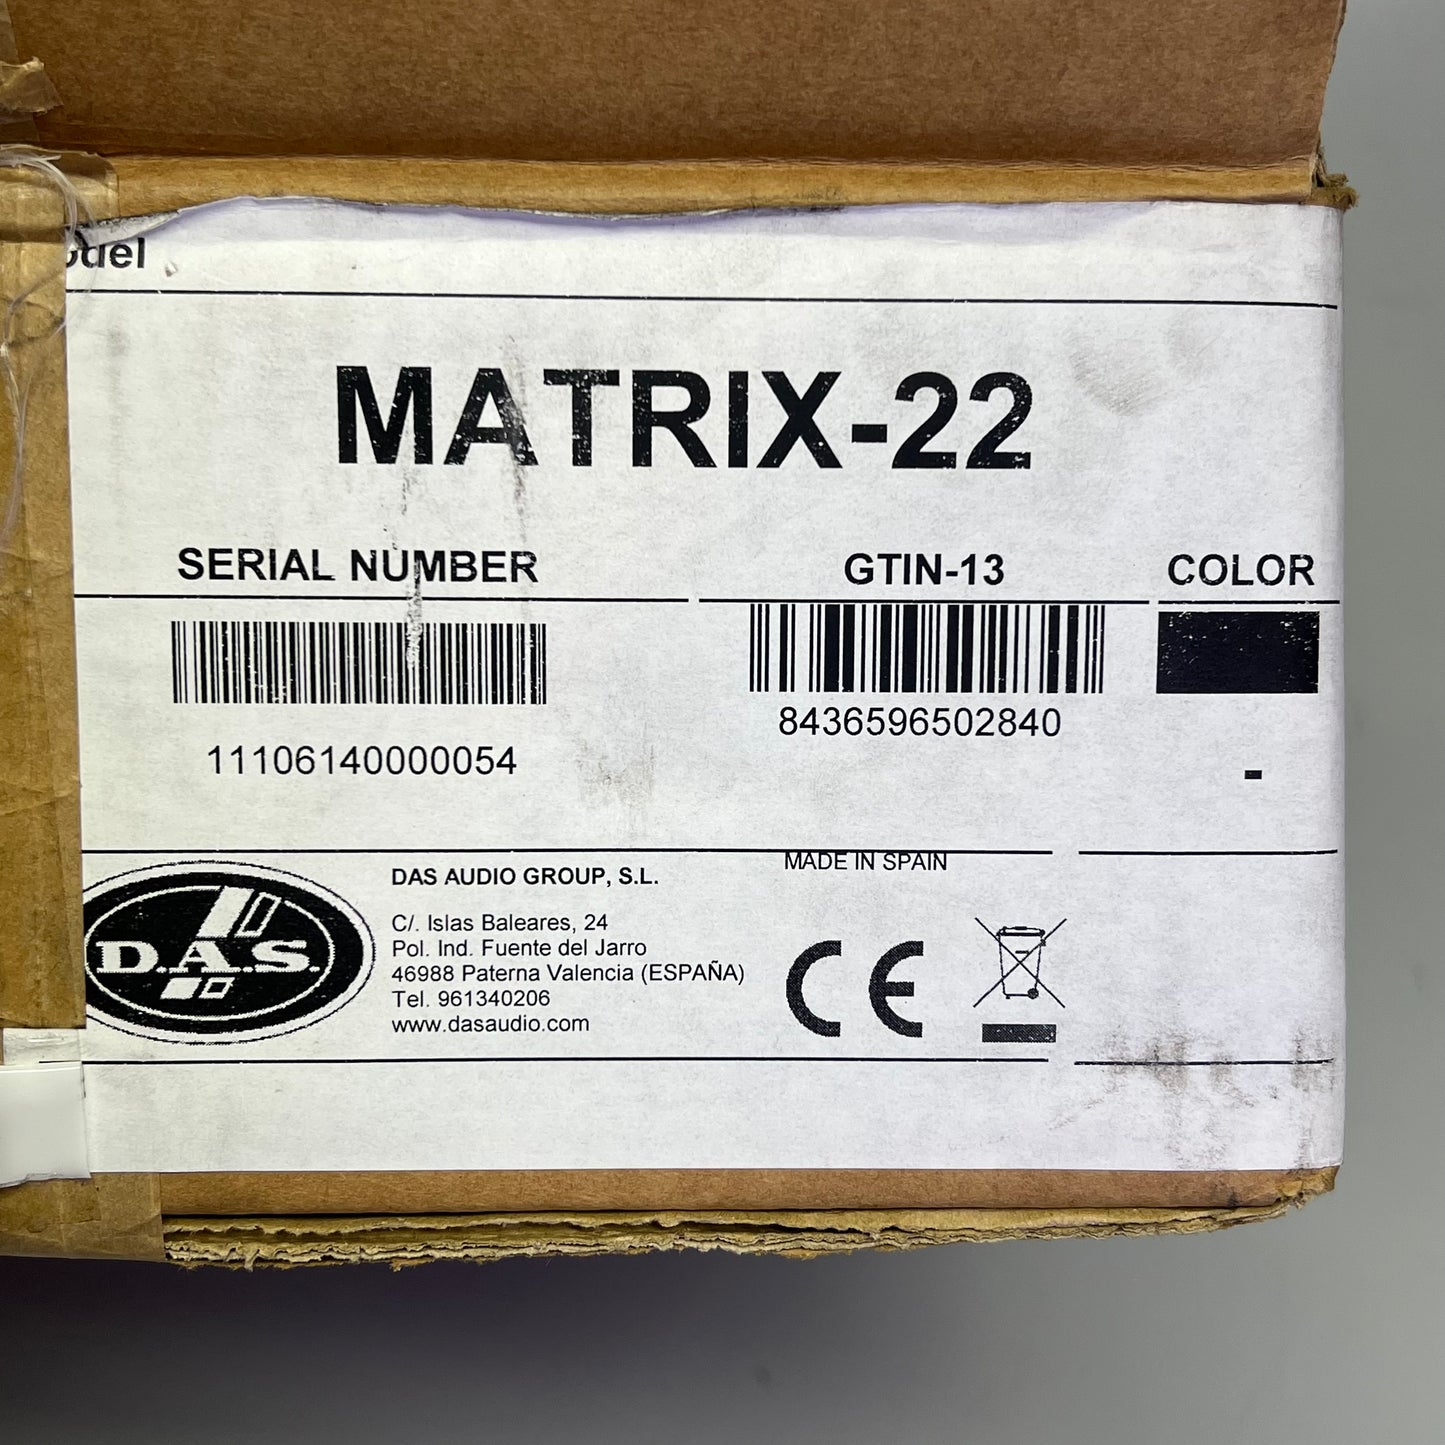 MATRIX-22
SERIAL NUMBER
GTIN-13
COLOR
11106140000054
8436596502840
-
D.A.S.
DAS AUDIO GROUP, S.L.
C/. Islas Baleares, 24
Pol. Ind. Fuente del Jarro
46988 Paterna Valencia (ESPAÑA)
Tel. 961340206
www.dasaudio.com
MADE IN SPAIN
CE